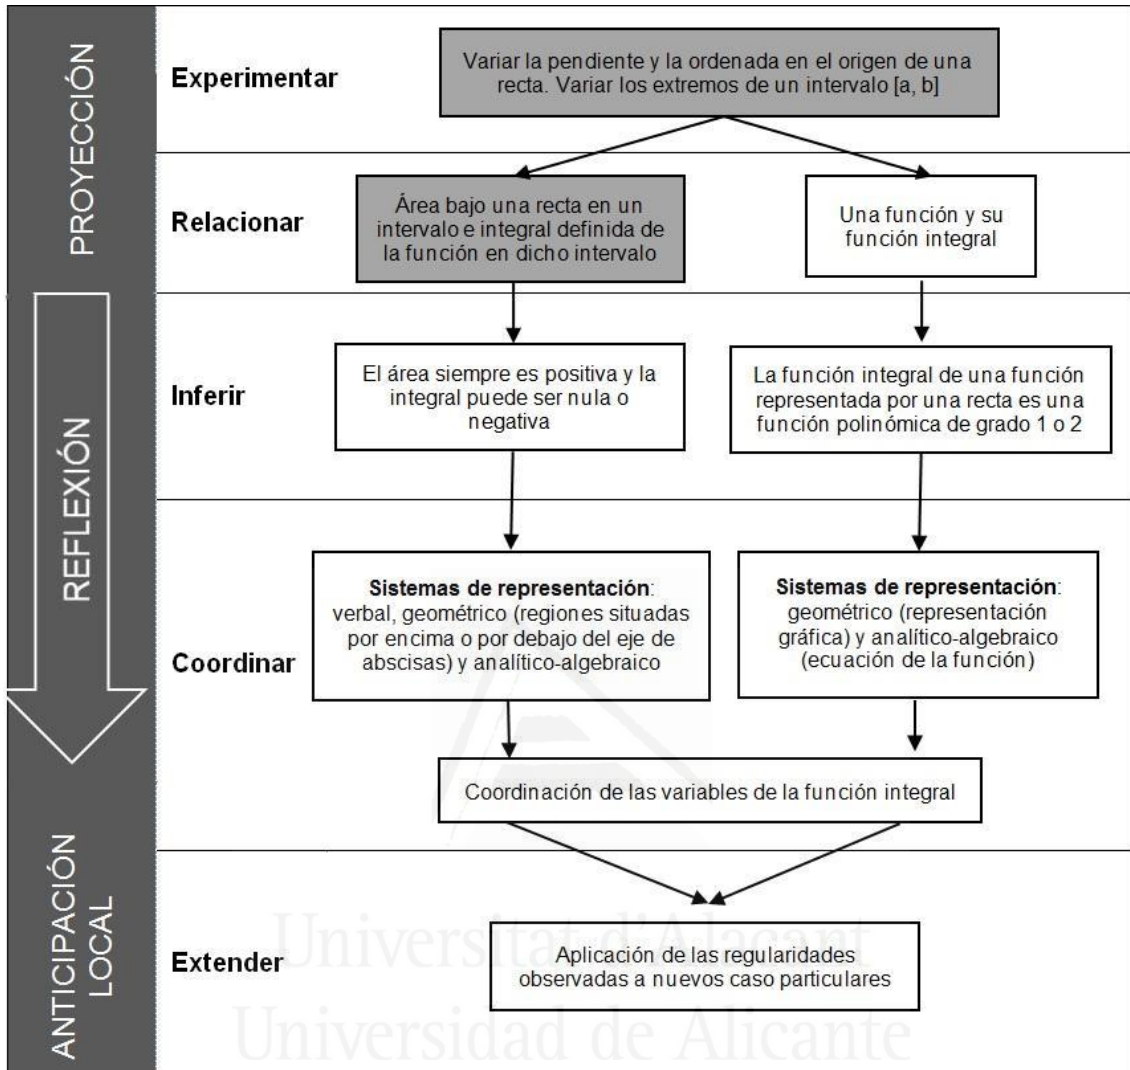 PROYECCIÓN
Experimentar
Variar la pendiente y la ordenada en el origen de una
recta. Variar los extremos de un intervalo [a, b]
Relacionar
Área bajo una recta en un
intervalo e integral definida de
la función en dicho intervalo
Una función y su
función integral
REFLEXIÓN
Inferir
El área siempre es positiva y la
integral puede ser nula o
negativa
La función integral de una función
representada por una recta es una
función polinómica de grado 1 o 2
Coordinar
Sistemas de representación:
verbal, geométrico (regiones situadas
por encima o por debajo del eje de
abscisas) y analítico-algebraico
Sistemas de representación:
geométrico (representación
gráfica) y analítico-algebraico
(ecuación de la función)
Coordinación de las variables de la función integral
ANTICIPACIÓN
LOCAL
Extender
Aplicación de las regularidades
observadas a nuevos caso particulares
Universitat d'Alacant
Universidad de Alicante